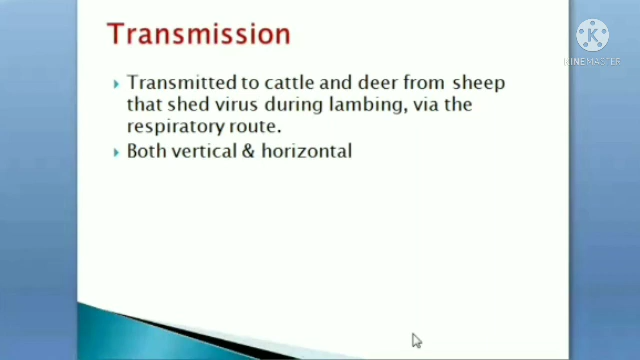 Transmission
K
KINEMASTER
Transmitted to cattle and deer from sheep
that shed virus during lambing, via the
respiratory route.
Both vertical & horizontal